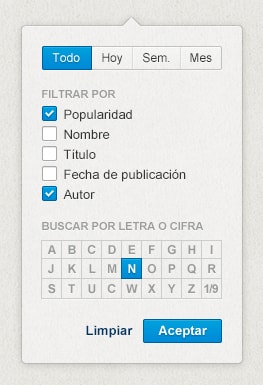 Todo Hoy Sem. Mes
FILTRAR POR
Popularidad
Nombre
Título
Fecha de publicación
Autor
BUSCAR POR LETRA O CIFRA
A B C D E F G H I
J K L M N O P Q R
S T U C W X Y Z 1/9
Limpiar Aceptar